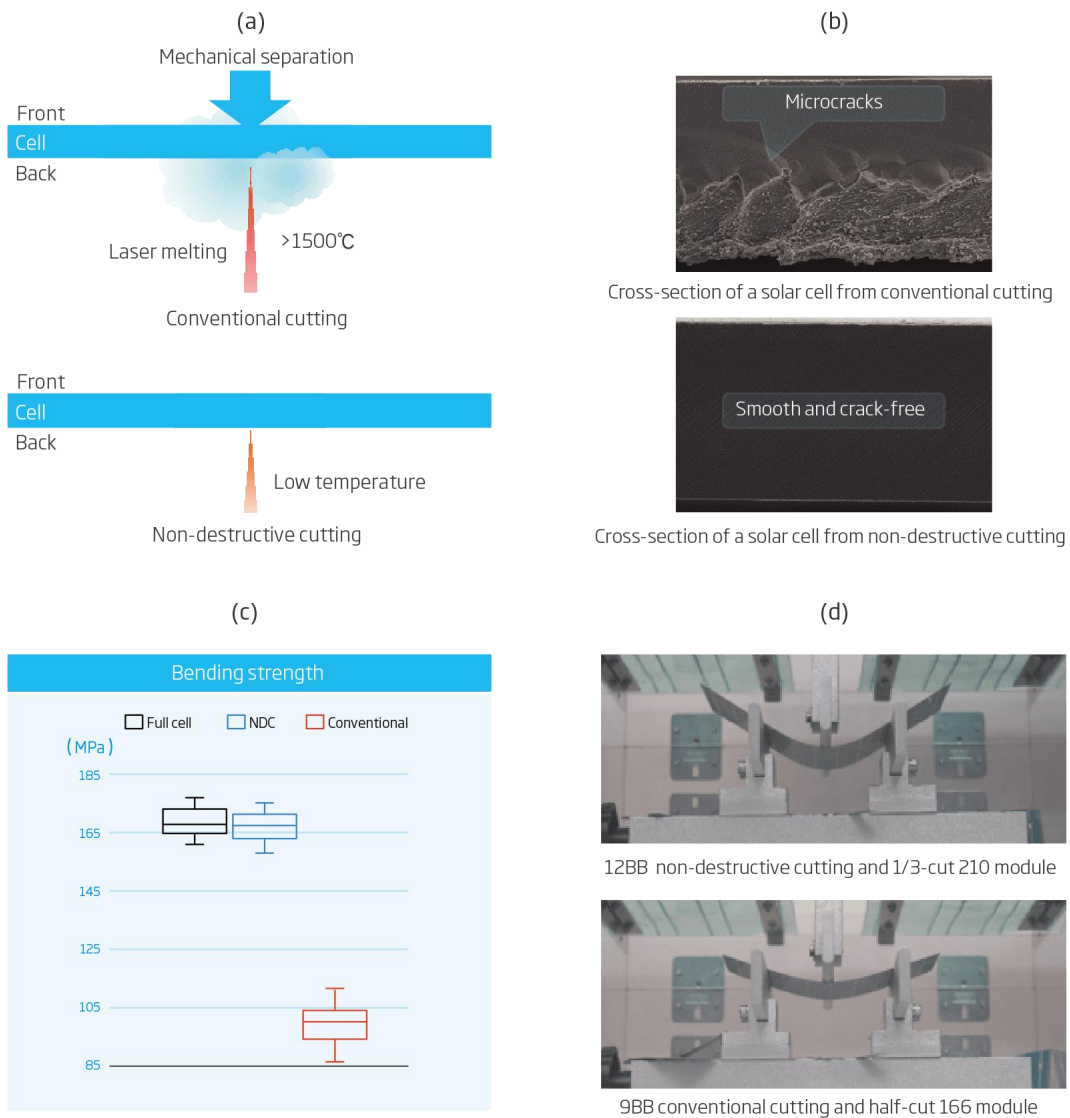 (a)
Mechanical separation
Front
Cell
Back
Laser melting
>1500℃
Conventional cutting
Front
Cell
Back
Low temperature
Non-destructive cutting
(b)
Microcracks
Cross-section of a solar cell from conventional cutting
Smooth and crack-free
Cross-section of a solar cell from non-destructive cutting
(c)
Bending strength
Full cell NDC Conventional
(MPa)
185
165
145
125
105
85
(d)
12BB non-destructive cutting and 1/3-cut 210 module
9BB conventional cutting and half-cut 166 module